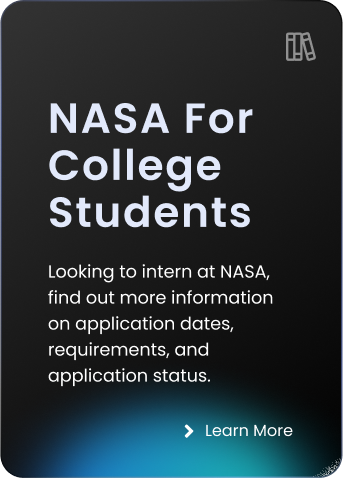 NASA For
College
Students
Looking to intern at NASA,
find out more information
on application dates,
requirements, and
application status.
Learn More